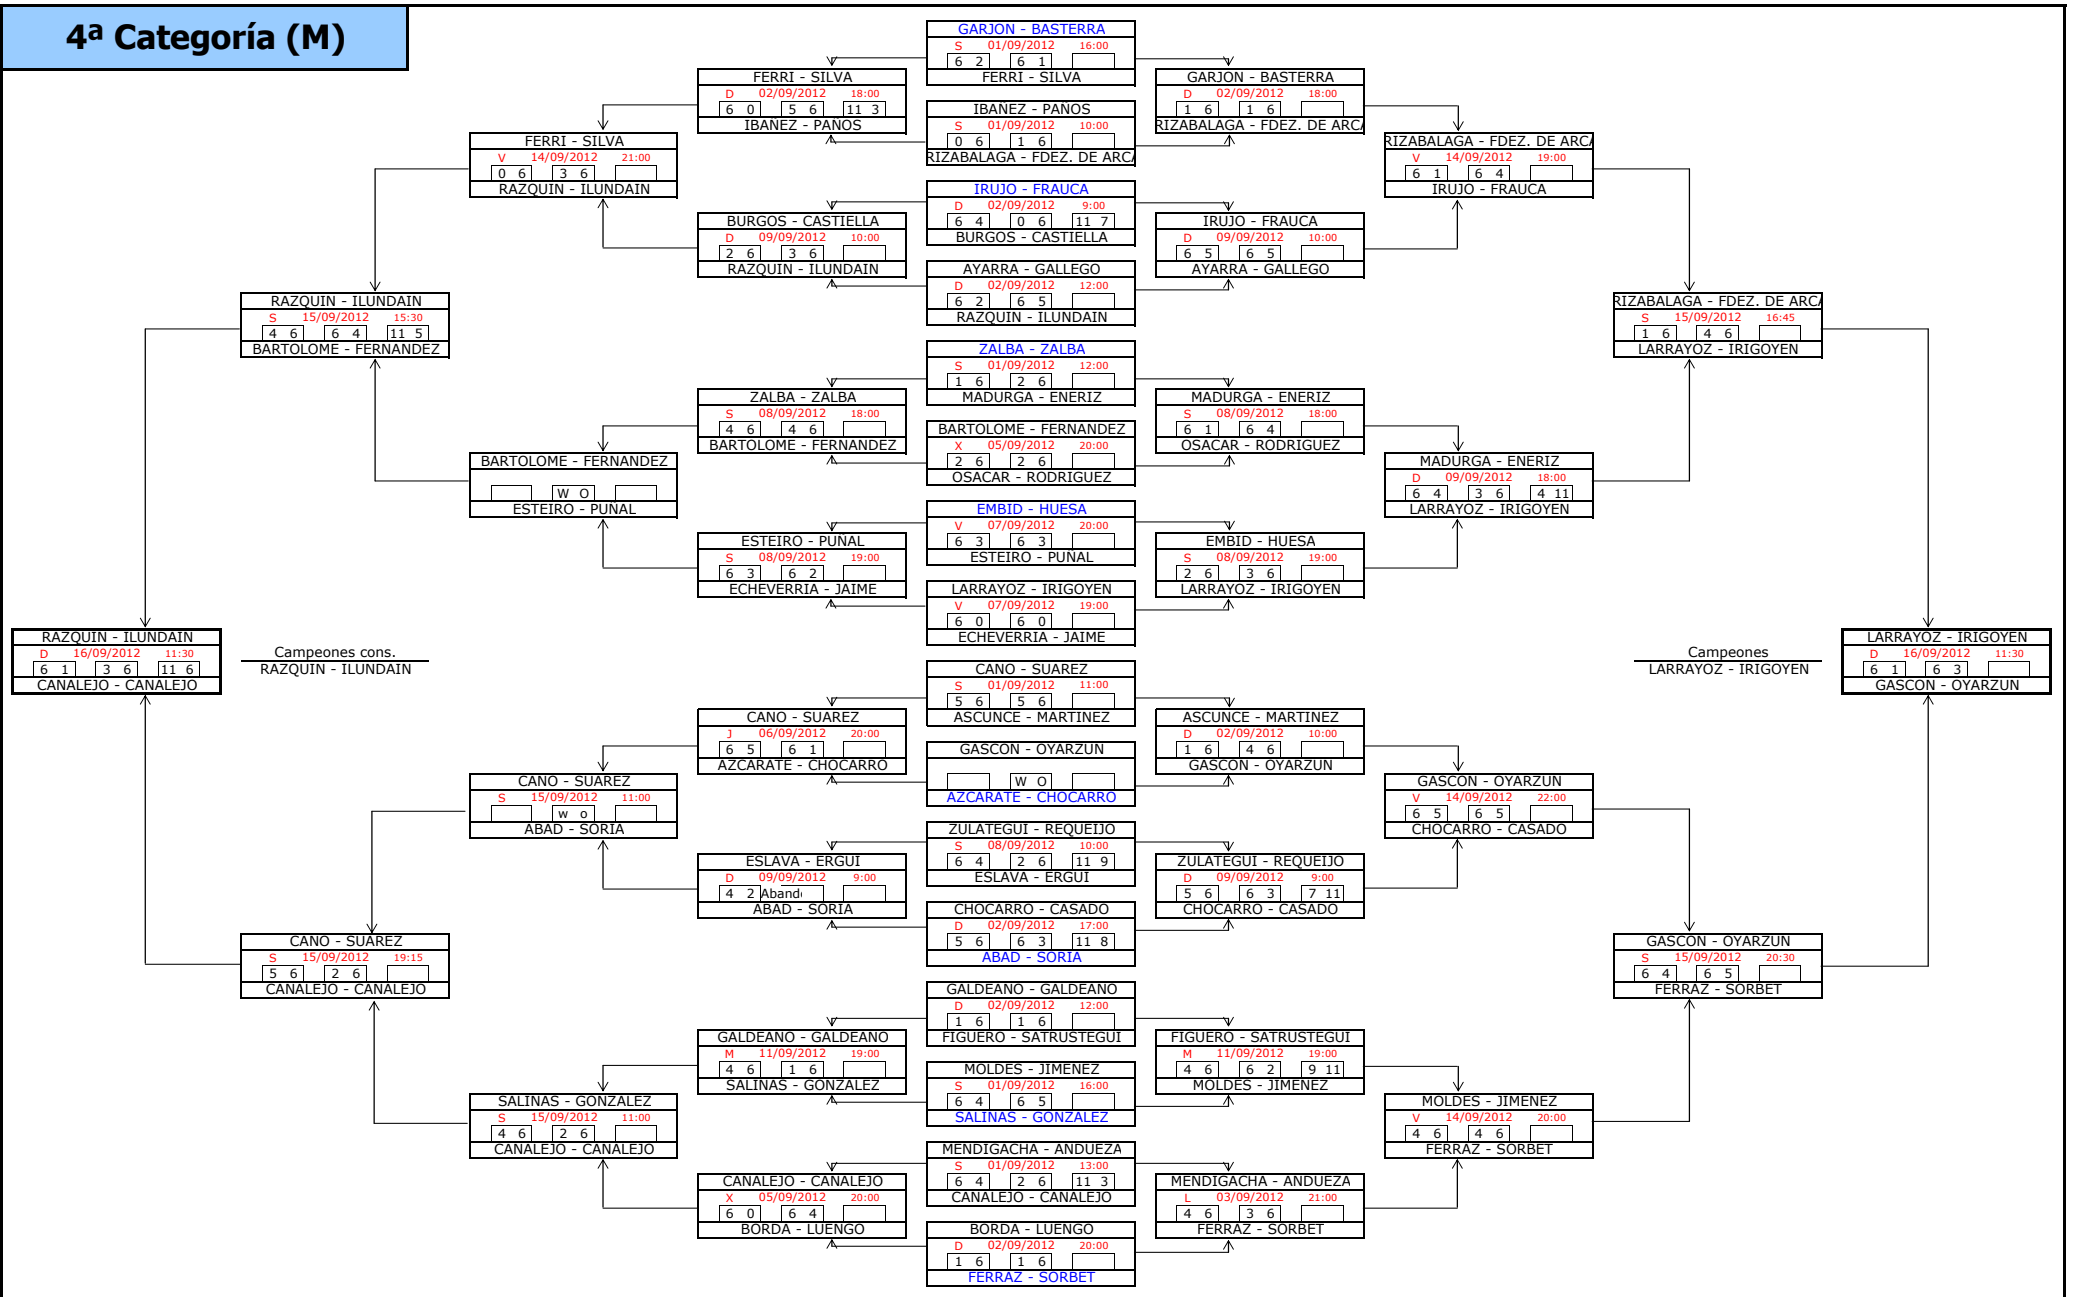 4ª Categoría (M)
GARJON - BASTERRA
S 01/09/2012 16:00
6 2 6 1
FERRI - SILVA
IBAÑEZ - PAÑOS
S 01/09/2012 10:00
0 6 1 6
RIZABALAGA - FDEZ. DE ARCA
IRUJO - FRAUCA
D 02/09/2012 9:00
6 4 0 6 11 7
BURGOS - CASTIELLA
AYARRA - GALLEGO
D 02/09/2012 12:00
6 2 6 5
RAZQUIN - ILUNDAIN
ZALBA - ZALBA
S 01/09/2012 12:00
1 6 2 6
MADURGA - ENERIZ
BARTOLOME - FERNANDEZ
X 05/09/2012 20:00
2 6 2 6
OSACAR - RODRIGUEZ
EMBID - HUESA
V 07/09/2012 20:00
6 3 6 3
ESTEIRO - PUÑAL
LARRAYOZ - IRIGOYEN
V 07/09/2012 19:00
6 0 6 0
ECHEVERRIA - JAIME
CANO - SUAREZ
S 01/09/2012 11:00
5 6 5 6
ASCUNCE - MARTINEZ
GASCON - OYARZUN
W O
AZCARATE - CHOCARRO
ZULATEGUI - REQUEIJO
S 08/09/2012 10:00
6 4 2 6 11 9
ESLAVA - ERGUI
CHOCARRO - CASADO
D 02/09/2012 17:00
5 6 6 3 11 8
ABAD - SORIA
GALDEANO - GALDEANO
D 02/09/2012 12:00
1 6 1 6
FIGUERO - SATRUSTEGUI
MOLDES - JIMENEZ
S 01/09/2012 16:00
6 4 6 5
SALINAS - GONZALEZ
MENDIGACHA - ANDUEZA
S 01/09/2012 13:00
6 4 2 6 11 3
CANALEJO - CANALEJO
BORDA - LUENGO
D 02/09/2012 20:00
1 6 1 6
FERRAZ - SORBET
FERRI - SILVA
D 02/09/2012 18:00
6 0 5 6 11 3
IBAÑEZ - PAÑOS
BURGOS - CASTIELLA
D 09/09/2012 10:00
2 6 3 6
RAZQUIN - ILUNDAIN
ZALBA - ZALBA
S 08/09/2012 18:00
4 6 4 6
BARTOLOME - FERNANDEZ
ESTEIRO - PUÑAL
S 08/09/2012 19:00
6 3 6 2
ECHEVERRIA - JAIME
CANO - SUAREZ
J 06/09/2012 20:00
6 5 6 1
AZCARATE - CHOCARRO
ESLAVA - ERGUI
D 09/09/2012 9:00
4 2 Aband
ABAD - SORIA
GALDEANO - GALDEANO
M 11/09/2012 19:00
4 6 1 6
SALINAS - GONZALEZ
CANALEJO - CANALEJO
X 05/09/2012 20:00
6 0 6 4
BORDA - LUENGO
FERRI - SILVA
V 14/09/2012 21:00
0 6 3 6
RAZQUIN - ILUNDAIN
BARTOLOME - FERNANDEZ
W O
ESTEIRO - PUÑAL
CANO - SUAREZ
S 15/09/2012 11:00
w o
ABAD - SORIA
SALINAS - GONZALEZ
S 15/09/2012 11:00
4 6 2 6
CANALEJO - CANALEJO
RAZQUIN - ILUNDAIN
S 15/09/2012 15:30
4 6 6 4 11 5
BARTOLOME - FERNANDEZ
CANO - SUAREZ
S 15/09/2012 19:15
5 6 2 6
CANALEJO - CANALEJO
RAZQUIN - ILUNDAIN
D 16/09/2012 11:30
6 1 3 6 11 6
CANALEJO - CANALEJO
Campeones cons.
RAZQUIN - ILUNDAIN
GARJON - BASTERRA
D 02/09/2012 18:00
1 6 1 6
RIZABALAGA - FDEZ. DE ARCA
IRUJO - FRAUCA
D 09/09/2012 10:00
6 5 6 5
AYARRA - GALLEGO
MADURGA - ENERIZ
S 08/09/2012 18:00
6 1 6 4
OSACAR - RODRIGUEZ
EMBID - HUESA
S 08/09/2012 19:00
2 6 3 6
LARRAYOZ - IRIGOYEN
ASCUNCE - MARTINEZ
D 02/09/2012 10:00
1 6 4 6
GASCON - OYARZUN
ZULATEGUI - REQUEIJO
D 09/09/2012 9:00
5 6 6 3 7 11
CHOCARRO - CASADO
FIGUERO - SATRUSTEGUI
M 11/09/2012 19:00
4 6 6 2 9 11
MOLDES - JIMENEZ
MENDIGACHA - ANDUEZA
L 03/09/2012 21:00
4 6 3 6
FERRAZ - SORBET
RIZABALAGA - FDEZ. DE ARCA
V 14/09/2012 19:00
6 1 6 4
IRUJO - FRAUCA
MADURGA - ENERIZ
D 09/09/2012 18:00
6 4 3 6 4 11
LARRAYOZ - IRIGOYEN
GASCON - OYARZUN
V 14/09/2012 22:00
6 5 6 5
CHOCARRO - CASADO
MOLDES - JIMENEZ
V 14/09/2012 20:00
4 6 4 6
FERRAZ - SORBET
RIZABALAGA - FDEZ. DE ARCA
S 15/09/2012 16:45
1 6 4 6
LARRAYOZ - IRIGOYEN
GASCON - OYARZUN
S 15/09/2012 20:30
6 4 6 5
FERRAZ - SORBET
Campeones
LARRAYOZ - IRIGOYEN
LARRAYOZ - IRIGOYEN
D 16/09/2012 11:30
6 1 6 3
GASCON - OYARZUN